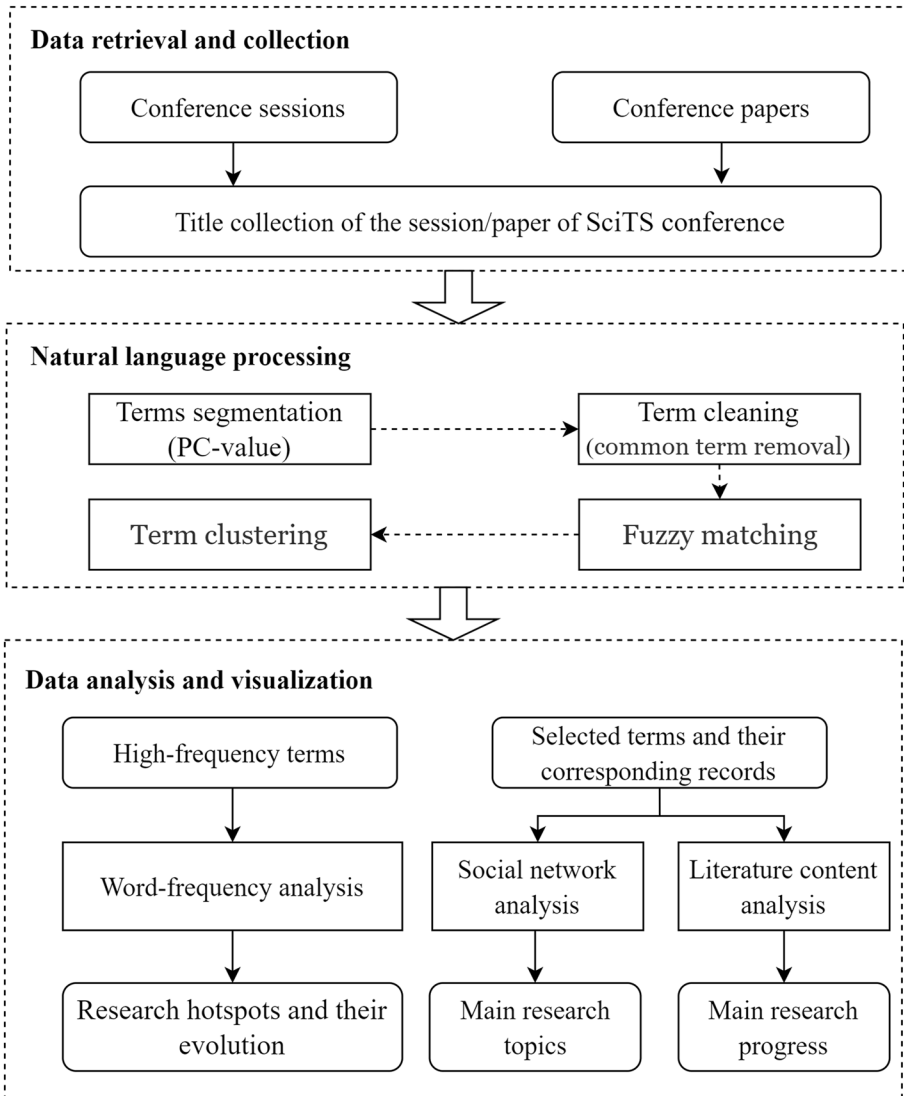 Data retrieval and collection
Conference sessions
Conference papers
Title collection of the session/paper of SciTS conference
Natural language processing
Terms segmentation
(PC-value)
Term cleaning
(common term removal)
Term clustering
Fuzzy matching
Data analysis and visualization
High-frequency terms
Selected terms and their
corresponding records
Word-frequency analysis
Social network
analysis
Literature content
analysis
Research hotspots and their
evolution
Main research
topics
Main research
progress